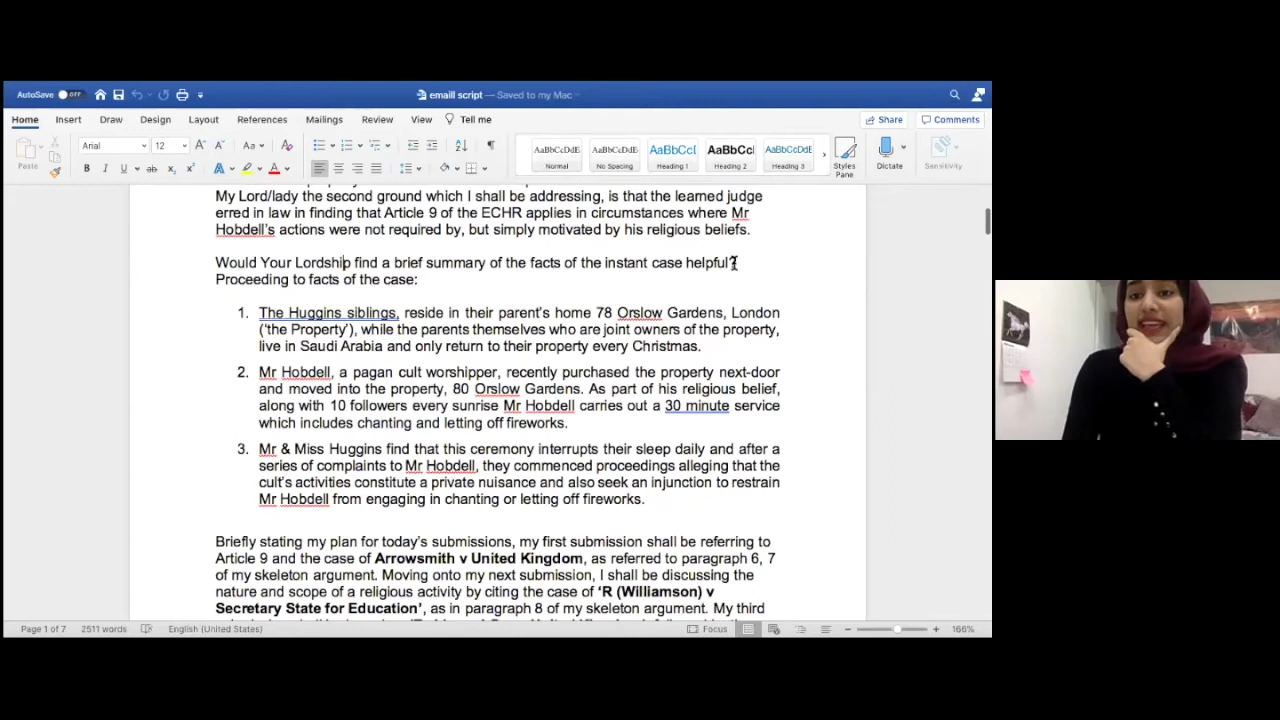 AutoSave OFF
emaill script — Saved to my Mac
Home Insert Draw Design Layout References Mailings Review View Tell me Share Comments
Paste Arial 12 Aa AaBbCcDdE AaBbCcDdE AaBbC AaBbC AaBbCcDdE
B I U ab x₂ x² A A Normal No Spacing Heading 1 Heading 2 Heading 3 Styles Pane Dictate Sensitivity
My Lord/lady the second ground which I shall be addressing, is that the learned judge
erred in law in finding that Article 9 of the ECHR applies in circumstances where Mr
Hobdell's actions were not required by, but simply motivated by his religious beliefs.
Would Your Lordship find a brief summary of the facts of the instant case helpful?
Proceeding to facts of the case:
1. The Huggins siblings, reside in their parent's home 78 Orslow Gardens, London
('the Property'), while the parents themselves who are joint owners of the property,
live in Saudi Arabia and only return to their property every Christmas.
2. Mr Hobdell, a pagan cult worshipper, recently purchased the property next-door
and moved into the property, 80 Orslow Gardens. As part of his religious belief,
along with 10 followers every sunrise Mr Hobdell carries out a 30 minute service
which includes chanting and letting off fireworks.
3. Mr & Miss Huggins find that this ceremony interrupts their sleep daily and after a
series of complaints to Mr Hobdell, they commenced proceedings alleging that the
cult's activities constitute a private nuisance and also seek an injunction to restrain
Mr Hobdell from engaging in chanting or letting off fireworks.
Briefly stating my plan for today's submissions, my first submission shall be referring to
Article 9 and the case of Arrowsmith v United Kingdom, as referred to paragraph 6, 7
of my skeleton argument. Moving onto my next submission, I shall be discussing the
nature and scope of a religious activity by citing the case of 'R (Williamson) v
Secretary State for Education', as in paragraph 8 of my skeleton argument. My third
Page 1 of 7 2511 words English (United States) Focus 166%